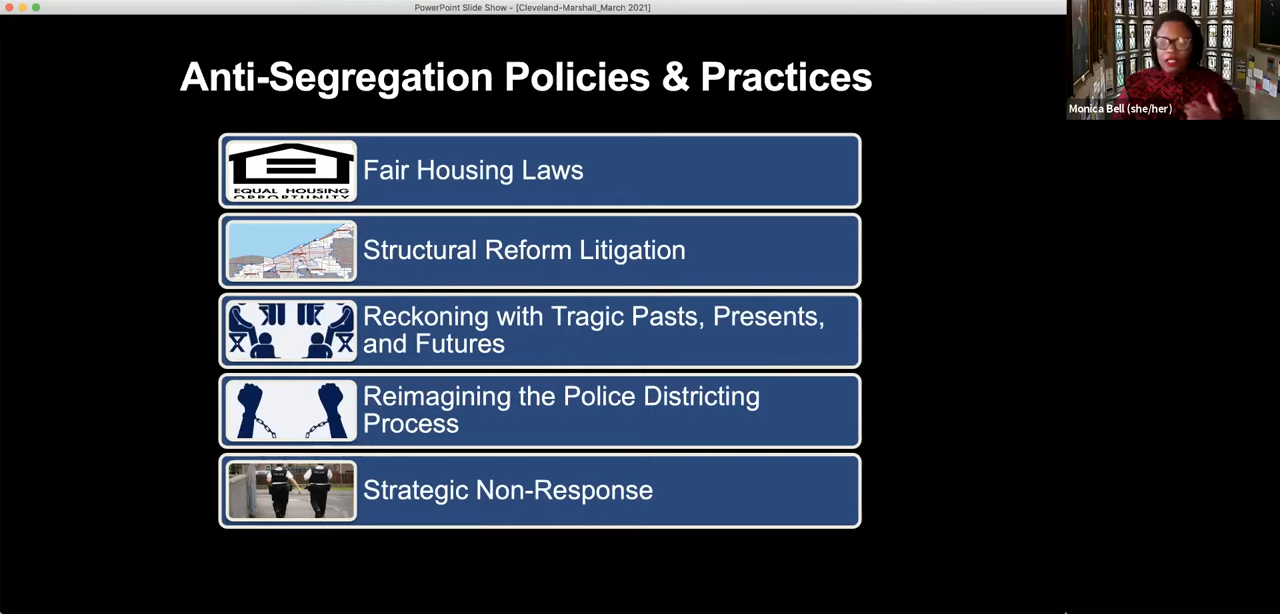 PowerPoint Slide Show - [Cleveland-Marshall_March 2021]
Anti-Segregation Policies & Practices
Monica Bell (she/her)
EQUAL HOUSING
OPPORTUNITY
Fair Housing Laws
Structural Reform Litigation
Reckoning with Tragic Pasts, Presents,
and Futures
Reimagining the Police Districting
Process
Strategic Non-Response